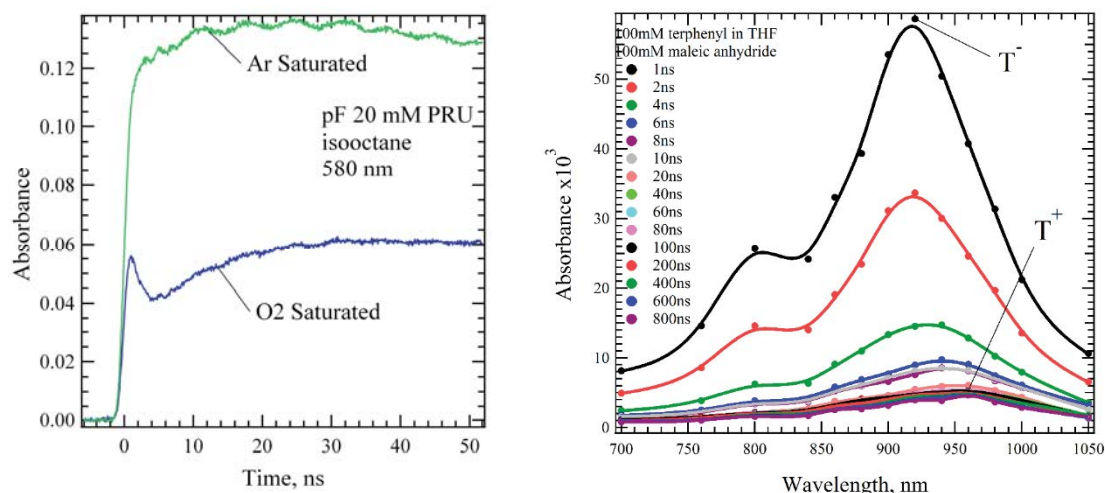 Absorbance
0.12
0.10
0.08
0.06
0.04
0.02
0.00
Ar Saturated
pF 20 mM PRU
isooctane
580 nm
O2 Saturated
0
10
20
30
40
50
Time, ns
Absorbance x10³
50
40
30
20
10
0
100mM terphenyl in THF
100mM maleic anhydride
1ns
2ns
4ns
6ns
8ns
10ns
20ns
40ns
60ns
80ns
100ns
200ns
400ns
600ns
800ns
T⁻
T⁺
700
750
800
850
900
950
1000
1050
Wavelength, nm